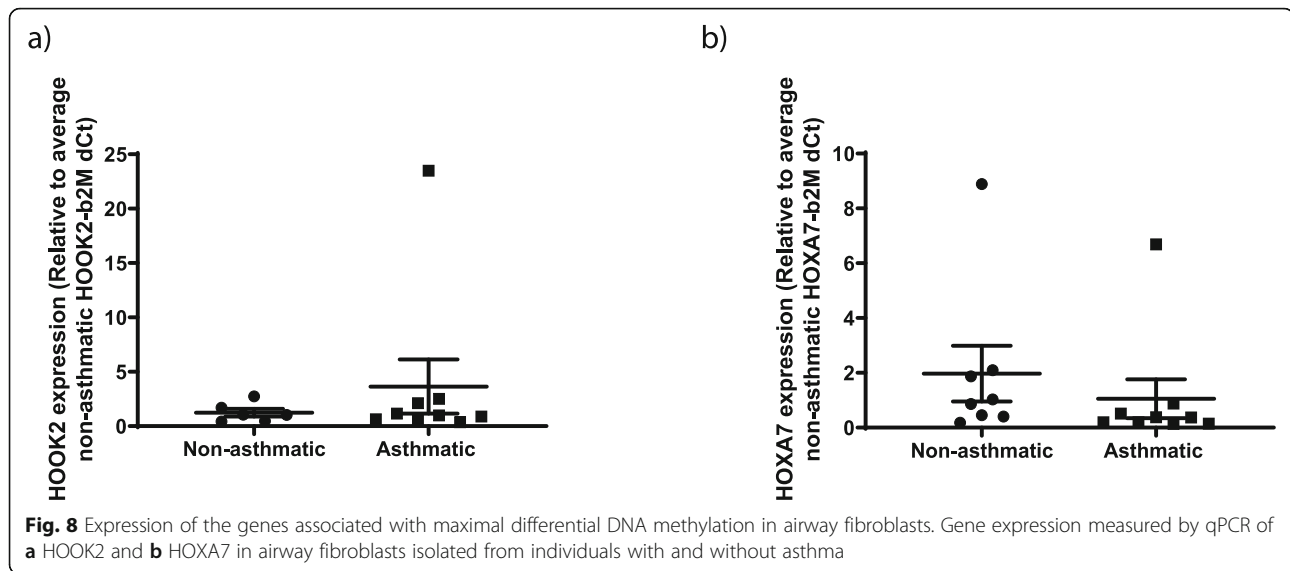 a)
HOOK2 expression (Relative to average
non-asthmatic HOOK2-b2M dCt)
25
20
15
10
5
0
Non-asthmatic Asthmatic
b)
HOXA7 expression (Relative to average
non-asthmatic HOXA7-b2M dCt)
10
8
6
4
2
0
Non-asthmatic Asthmatic
Fig. 8 Expression of the genes associated with maximal differential DNA methylation in airway fibroblasts. Gene expression measured by qPCR of
a HOOK2 and b HOXA7 in airway fibroblasts isolated from individuals with and without asthma